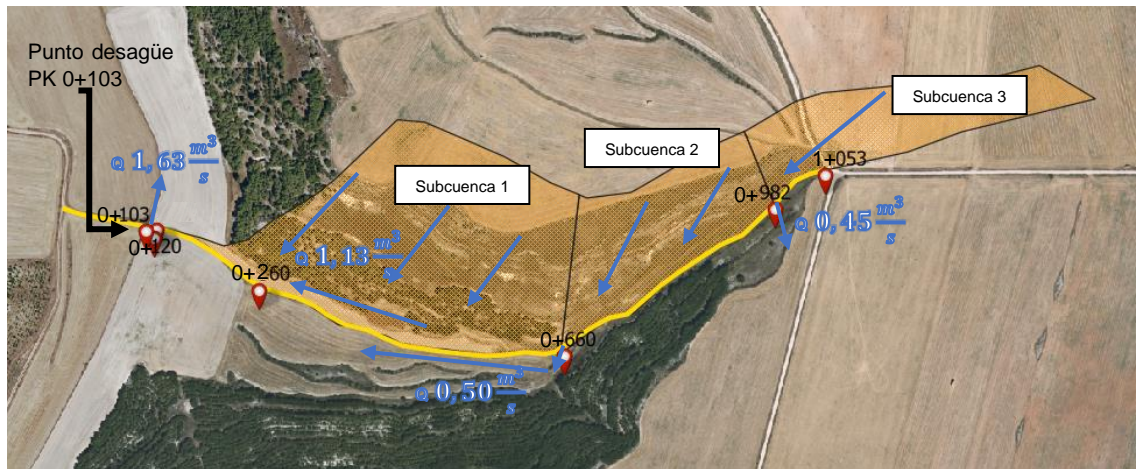 Punto desagüe
PK 0+103
Subcuenca 3
Subcuenca 2
Subcuenca 1
Q 1,63 m³/s
1+053
0+982
Q 0,45 m³/s
0+103
0+120
Q 1,13 m³/s
0+260
0+660
Q 0,50 m³/s